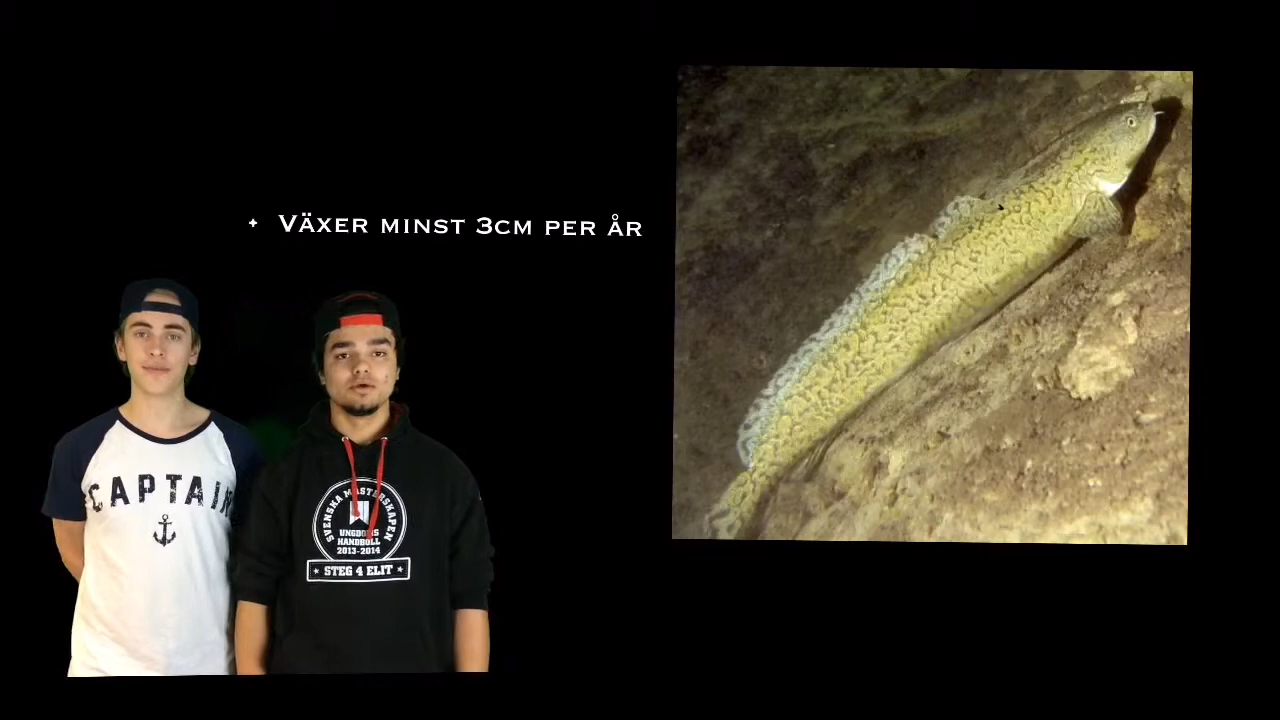 + VÄXER MINST 3CM PER ÅR
CAPTAIN
SVENSKA MÄSTERSKAPEN
UNGDOMS
HANDBOLL
2013-2014
STEG 4 ELIT